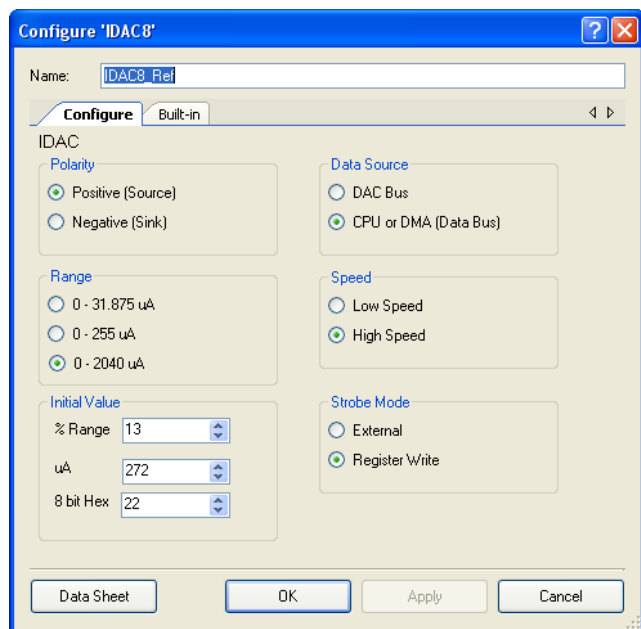 Configure 'IDAC8'
Name: IDAC8_Ref
Configure Built-in
IDAC
Polarity
Positive (Source)
Negative (Sink)
Data Source
DAC Bus
CPU or DMA (Data Bus)
Range
0 - 31.875 uA
0 - 255 uA
0 - 2040 uA
Speed
Low Speed
High Speed
Initial Value
% Range 13
uA 272
8 bit Hex 22
Strobe Mode
External
Register Write
Data Sheet OK Apply Cancel